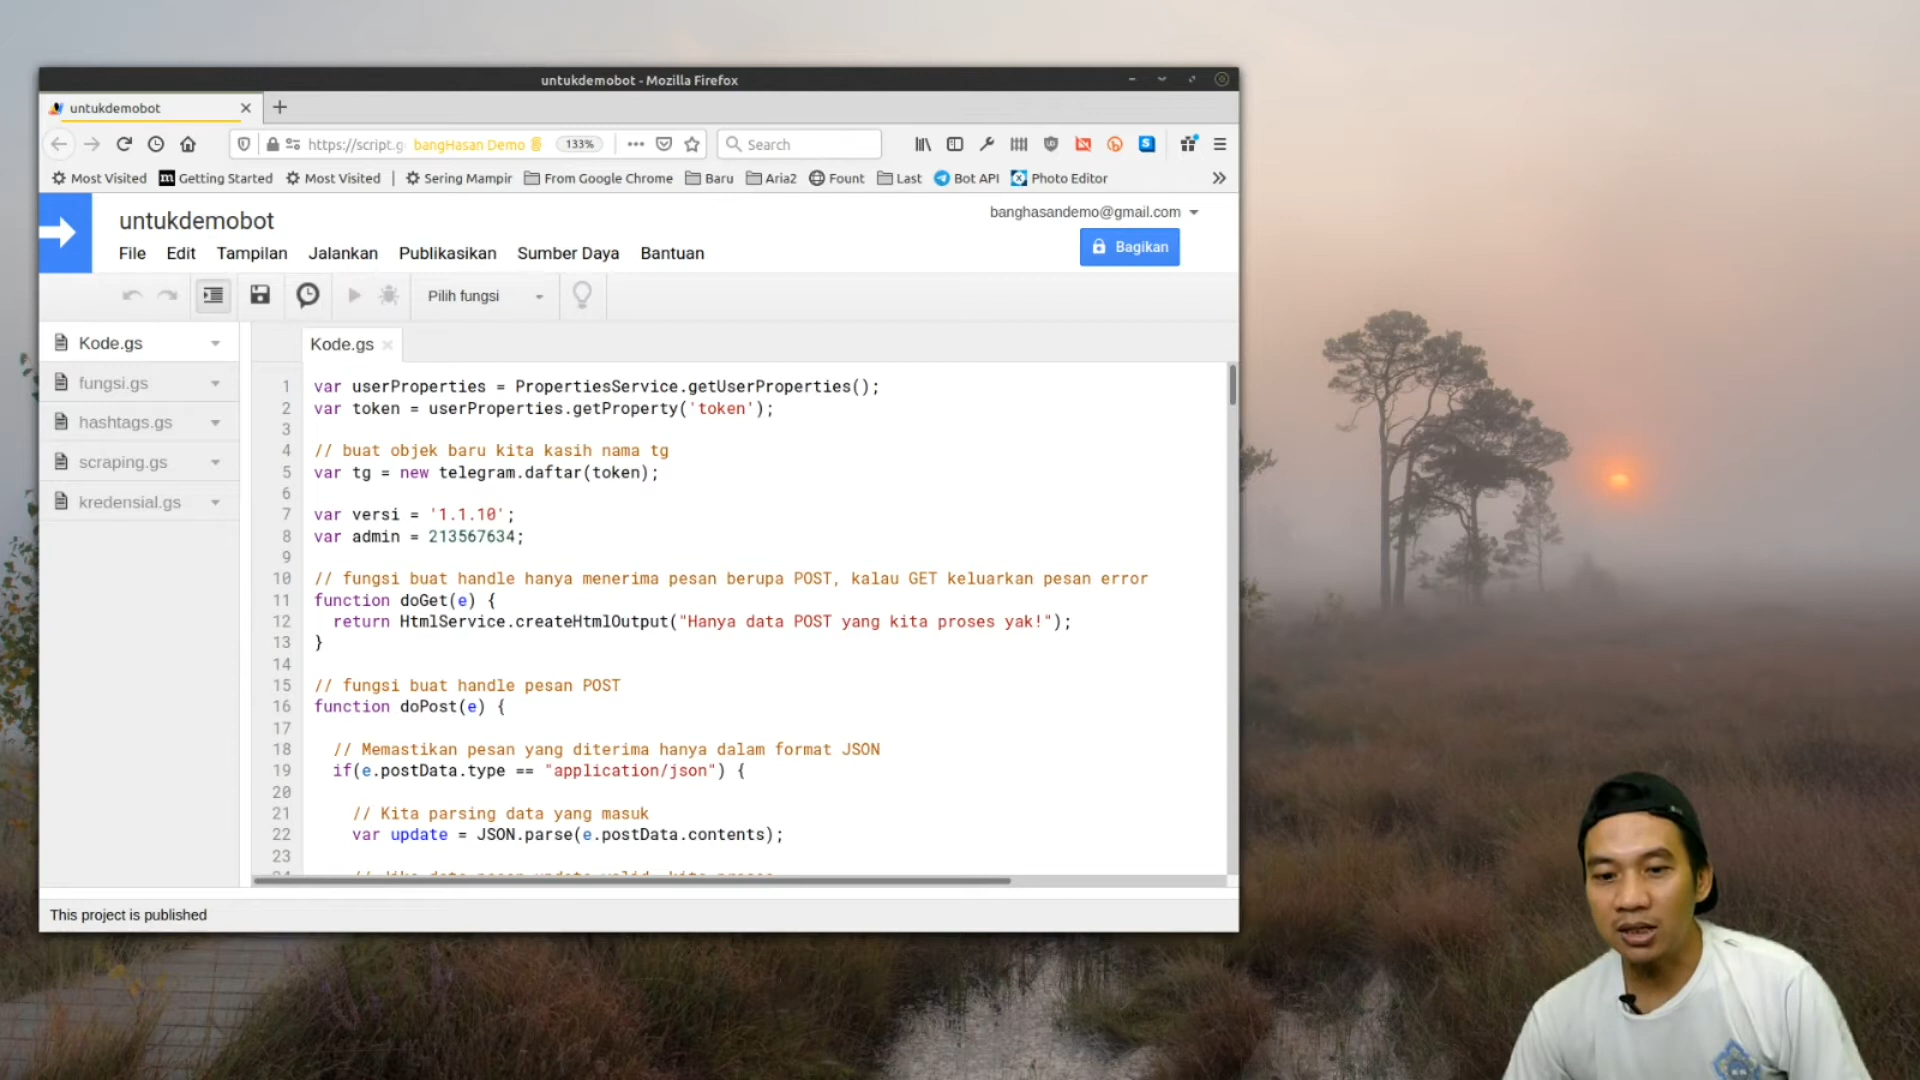 untukdemobot - Mozilla Firefox
untukdemobot
https://script.g bangHasan Demo 133% Search
Most Visited Getting Started Most Visited Sering Mampir From Google Chrome Baru Aria2 Fount Last Bot API Photo Editor
untukdemobot
banghasandemo@gmail.com
File Edit Tampilan Jalankan Publikasikan Sumber Daya Bantuan
Bagikan
Pilih fungsi
Kode.gs
fungsi.gs
hashtags.gs
scraping.gs
kredensial.gs
Kode.gs
1 var userProperties = PropertiesService.getUserProperties();
2 var token = userProperties.getProperty('token');
3
4 // buat objek baru kita kasih nama tg
5 var tg = new telegram.daftar(token);
6
7 var versi = '1.1.10';
8 var admin = 213567634;
9
10 // fungsi buat handle hanya menerima pesan berupa POST, kalau GET keluarkan pesan error
11 function doGet(e) {
12 return HtmlService.createHtmlOutput("Hanya data POST yang kita proses yak!");
13 }
14
15 // fungsi buat handle pesan POST
16 function doPost(e) {
17
18 // Memastikan pesan yang diterima hanya dalam format JSON
19 if(e.postData.type == "application/json") {
20
21 // Kita parsing data yang masuk
22 var update = JSON.parse(e.postData.contents);
23
This project is published